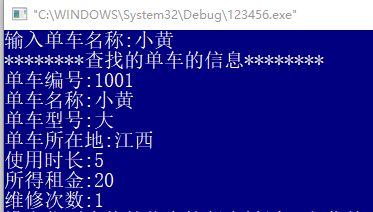 "C:\WINDOWS\System32\Debug\123456.exe"
输入单车名称:小黄
********查找的单车的信息********
单车编号:1001
单车名称:小黄
单车型号:大
单车所在地:江西
使用时长:5
所得租金:20
维修次数:1